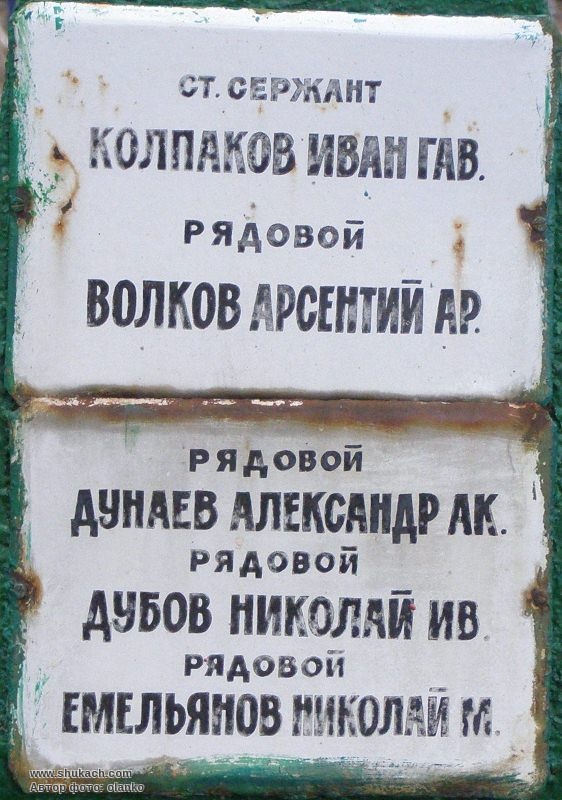 СТ. СЕРЖАНТ
КОЛПАКОВ ИВАН ГАВ.
РЯДОВОЙ
ВОЛКОВ АРСЕНТИЙ АР.
РЯДОВОЙ
ДУНАЕВ АЛЕКСАНДР АК.
РЯДОВОЙ
ДУБОВ НИКОЛАЙ ИВ.
РЯДОВОЙ
ЕМЕЛЬЯНОВ НИКОЛАЙ М.
www.shukach.com
Автор фото: olanko